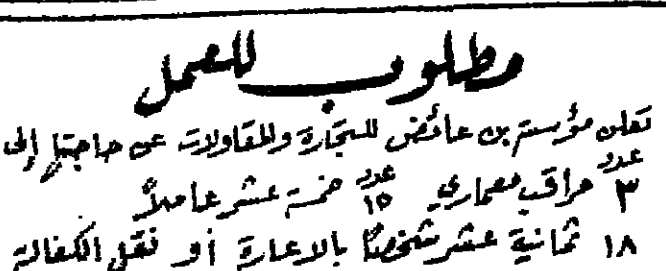 مطلوب للعمل
تعلن مؤسسة بن عائض للتجارة والمقاولات عن حاجتها إلى
عدد ٣ مراقب معماري عدد ١٥ خمسة عشر عاملاً
١٨ ثمانية عشر شخصاً بالاعارة أو نقل الكفالة